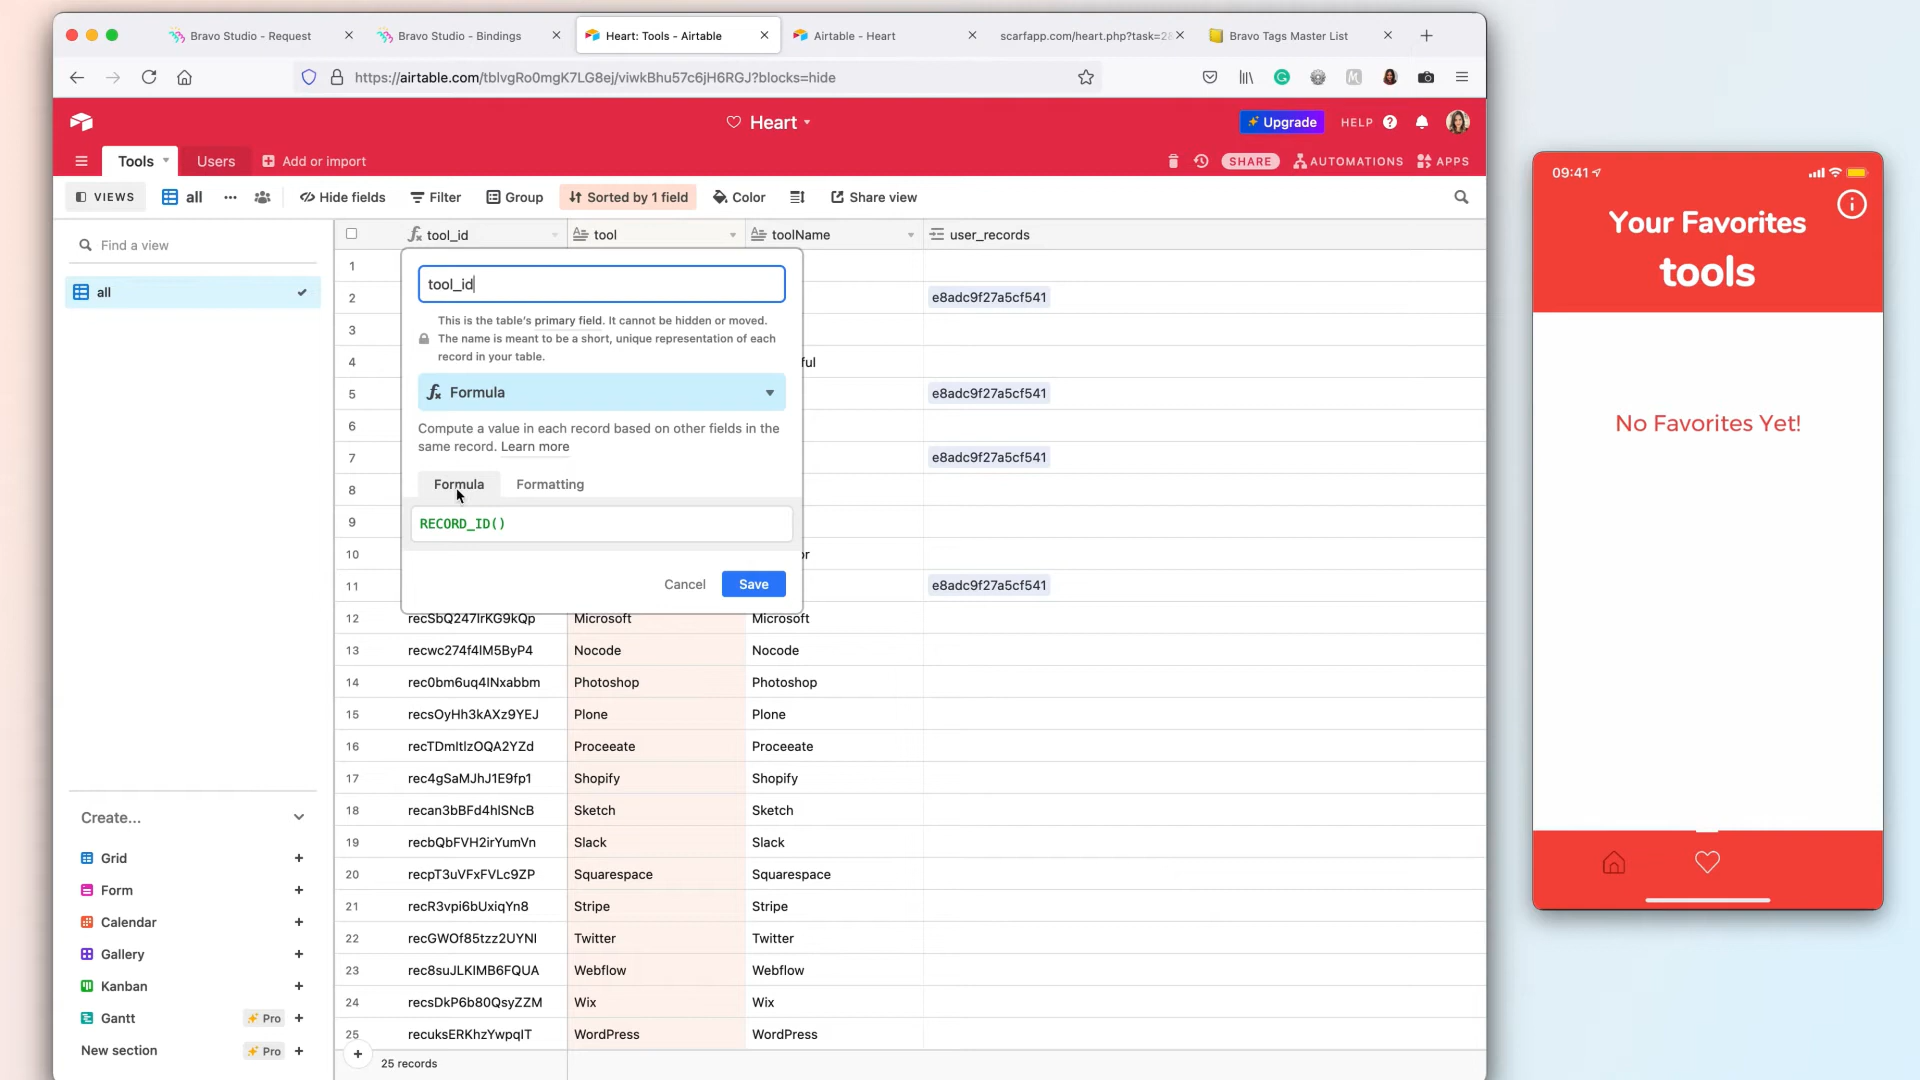 Bravo Studio - Request
Bravo Studio - Bindings
Heart: Tools - Airtable
Airtable - Heart
scarfapp.com/heart.php?task=28
Bravo Tags Master List
https://airtable.com/tblvgRo0mgK7LG8ej/viwkBhu57c6jH6RGJ?blocks=hide
Heart
Upgrade
HELP
Tools
Users
Add or import
SHARE
AUTOMATIONS
APPS
VIEWS
all
Hide fields
Filter
Group
Sorted by 1 field
Color
Share view
Find a view
all
Create...
Grid
Form
Calendar
Gallery
Kanban
Gantt
Pro
New section
Pro
tool_id
tool
toolName
user_records
1
2 e8adc9f27a5cf541
3
4 ful
5 e8adc9f27a5cf541
6
7 e8adc9f27a5cf541
8
9
10 or
11 e8adc9f27a5cf541
tool_id
This is the table's primary field. It cannot be hidden or moved.
The name is meant to be a short, unique representation of each
record in your table.
Formula
Compute a value in each record based on other fields in the
same record. Learn more
Formula
Formatting
RECORD_ID()
Cancel
Save
12 recSbQ247IrKG9kQp Microsoft Microsoft
13 recwc274f4lM5ByP4 Nocode Nocode
14 rec0bm6uq4INxabbm Photoshop Photoshop
15 recsOyHh3kAXz9YEJ Plone Plone
16 recTDmltlzOQA2YZd Proceeate Proceeate
17 rec4gSaMJhJ1E9fp1 Shopify Shopify
18 recan3bBFd4hlSNcB Sketch Sketch
19 recbQbFVH2irYumVn Slack Slack
20 recpT3uVFxFVLc9ZP Squarespace Squarespace
21 recR3vpi6bUxiqYn8 Stripe Stripe
22 recGWOf85tzz2UYNI Twitter Twitter
23 rec8suJLKIMB6FQUA Webflow Webflow
24 recsDkP6b80QsyZZM Wix Wix
25 recuksERKhzYwpqIT WordPress WordPress
25 records
09:41
Your Favorites
tools
No Favorites Yet!